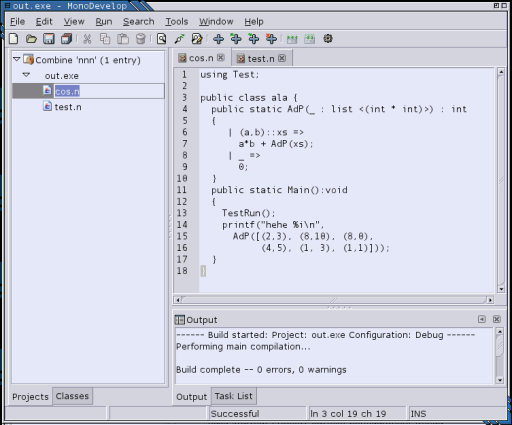 out.exe - MonoDevelop
File Edit View Run Search Tools Window Help
Combine 'nnn' (1 entry)
out.exe
cos.n
test.n
cos.n test.n
1 using Test;
2
3 public class ala {
4 public static AdP(_ : list <(int * int)>) : int
5 {
6 | (a,b)::xs =>
7 a*b + AdP(xs);
8 | _ =>
9 0;
10 }
11 public static Main():void
12 {
13 TestRun();
14 printf("hehe %i\n",
15 AdP([(2,3), (8,10), (8,0),
16 (4,5), (1, 3), (1,1)]));
17 }
18 }
Output
------ Build started: Project: out.exe Configuration: Debug ------
Performing main compilation...
Build complete -- 0 errors, 0 warnings
Projects Classes
Output Task List
Successful ln 3 col 19 ch 19 INS